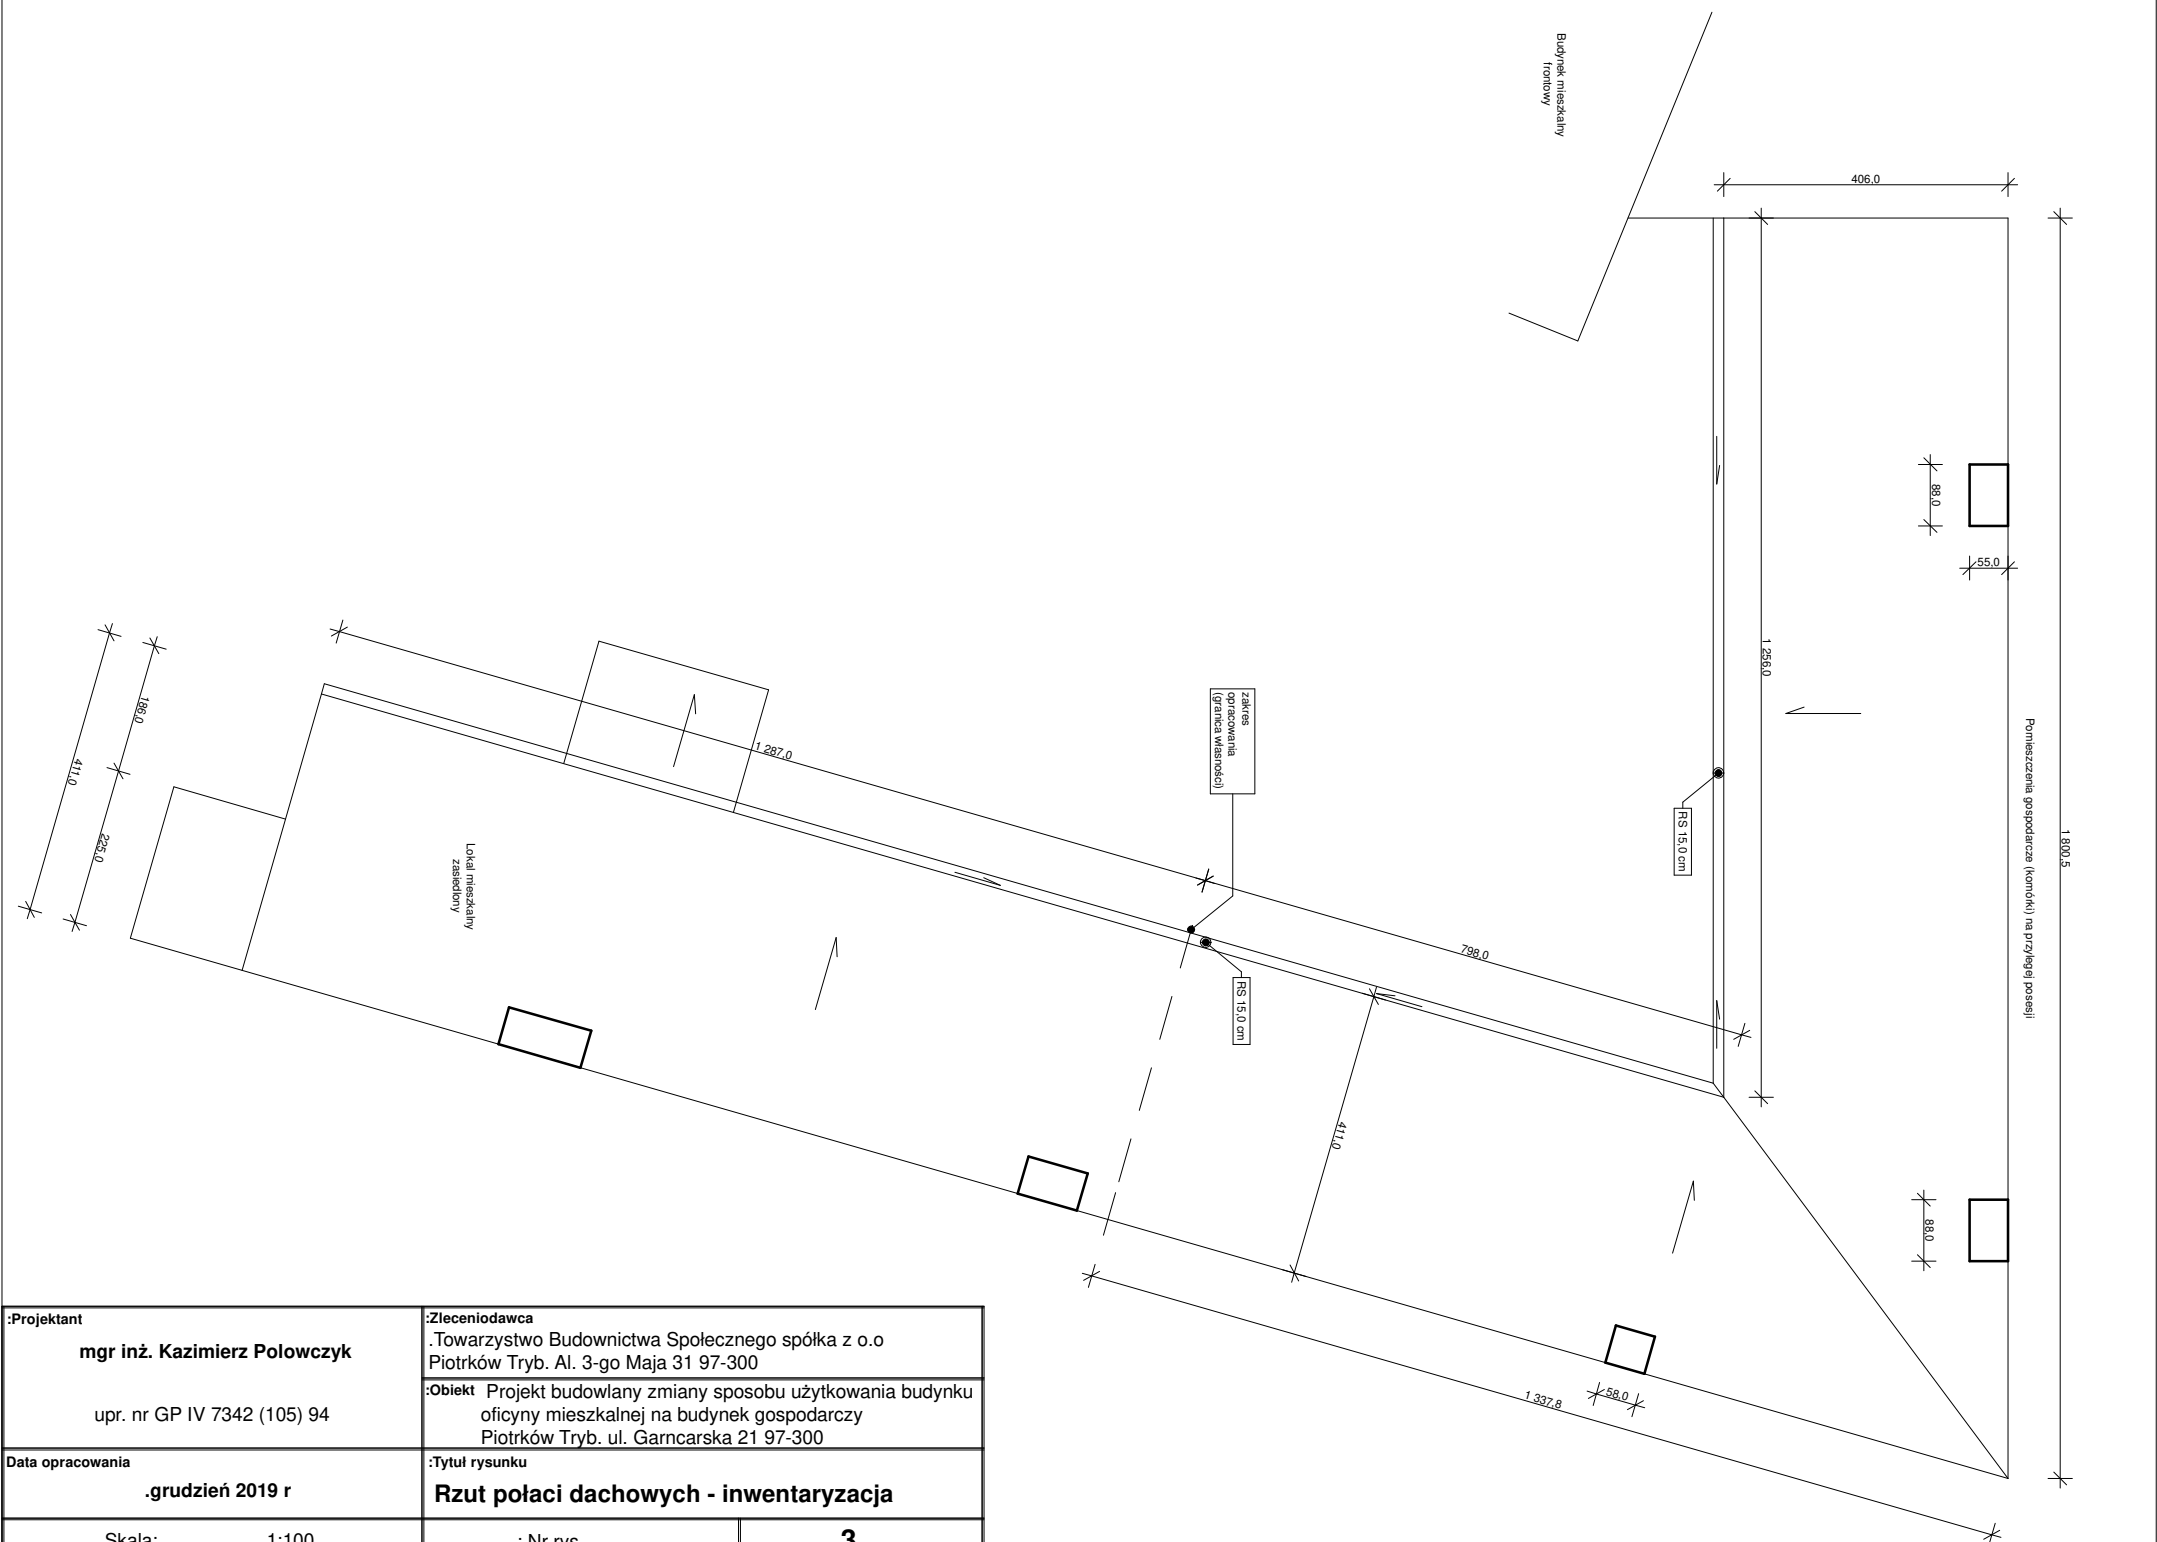 Budynek mieszkalny
frontowy
406,0
88,0
55,0
1 256,0
Pomieszczenia gospodarcze (komórki) na przyległej posesji
1 800,5
RS 15,0 cm
zakres
opracowania
(granica własności)
1 287,0
186,0
411,0
225,0
Lokal mieszkalny
zasiedlony
798,0
RS 15,0 cm
411,0
88,0
58,0
1 337,8
:Projektant
mgr inż. Kazimierz Polowczyk
upr. nr GP IV 7342 (105) 94
:Zleceniodawca
.Towarzystwo Budownictwa Społecznego spółka z o.o
Piotrków Tryb. Al. 3-go Maja 31 97-300
:Obiekt Projekt budowlany zmiany sposobu użytkowania budynku
oficyny mieszkalnej na budynek gospodarczy
Piotrków Tryb. ul. Garncarska 21 97-300
Data opracowania
.grudzień 2019 r
:Tytuł rysunku
Rzut połaci dachowych - inwentaryzacja
Skala: 1:100
: Nr rys
3